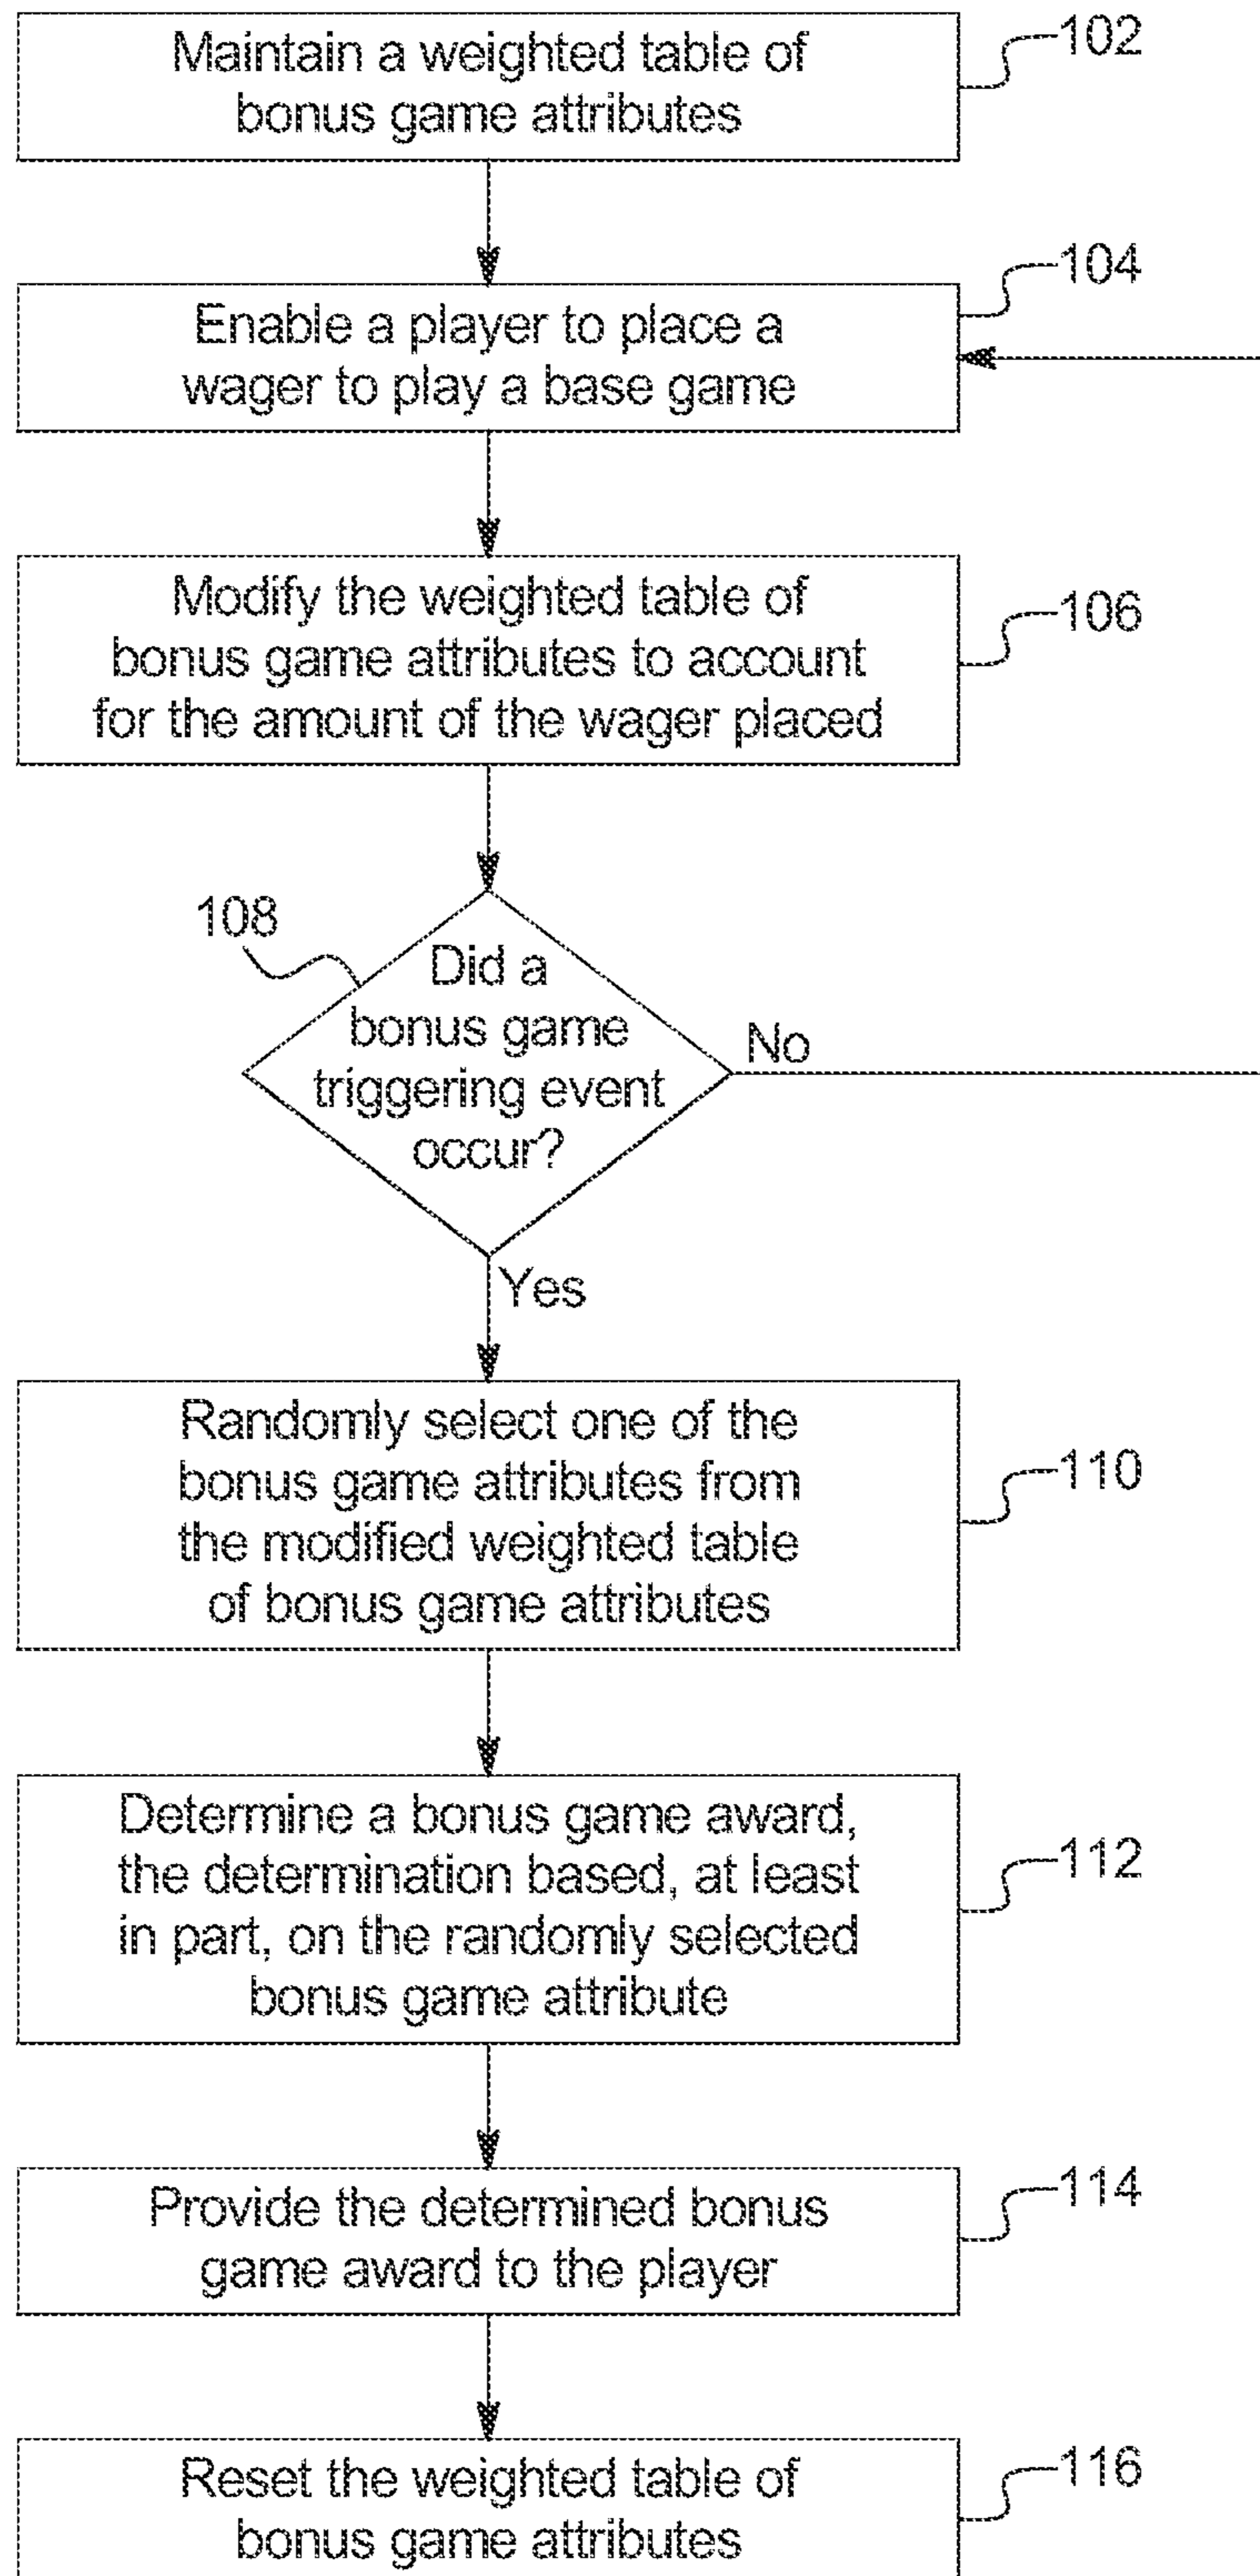 Maintain a weighted table of
bonus game attributes
102
Enable a player to place a
wager to play a base game
104
Modify the weighted table of
bonus game attributes to account
for the amount of the wager placed
106
108
Did a
bonus game
triggering event
occur?
No
Yes
Randomly select one of the
bonus game attributes from
the modified weighted table
of bonus game attributes
110
Determine a bonus game award,
the determination based, at least
in part, on the randomly selected
bonus game attribute
112
Provide the determined bonus
game award to the player
114
Reset the weighted table of
bonus game attributes
116